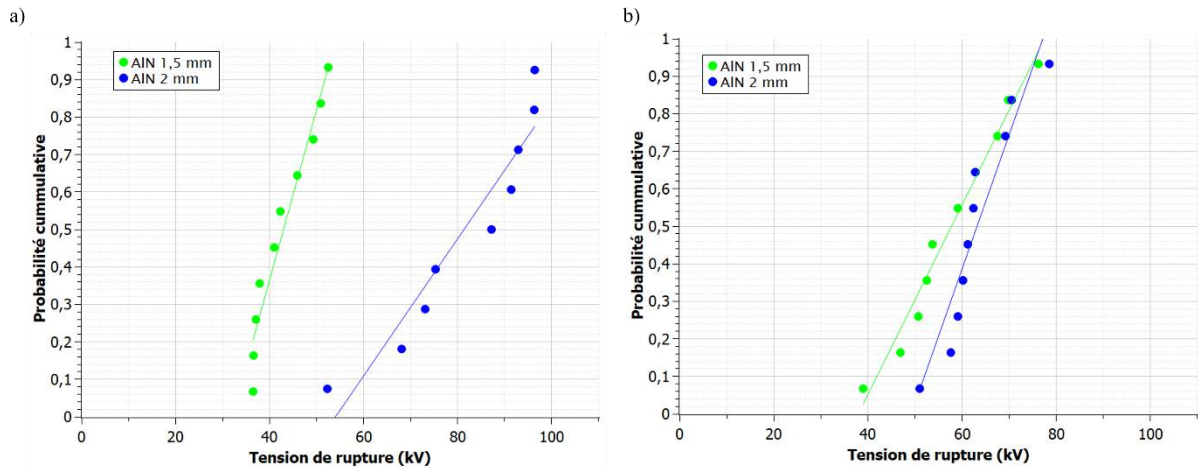 a)
1
0,9
0,8
0,7
0,6
0,5
0,4
0,3
0,2
0,1
0
Probabilité cummulative
AlN 1,5 mm
AlN 2 mm
0 20 40 60 80 100
Tension de rupture (kV)
b)
1
0,9
0,8
0,7
0,6
0,5
0,4
0,3
0,2
0,1
0
Probabilité cummulative
AlN 1,5 mm
AlN 2 mm
0 20 40 60 80 100
Tension de rupture (kV)